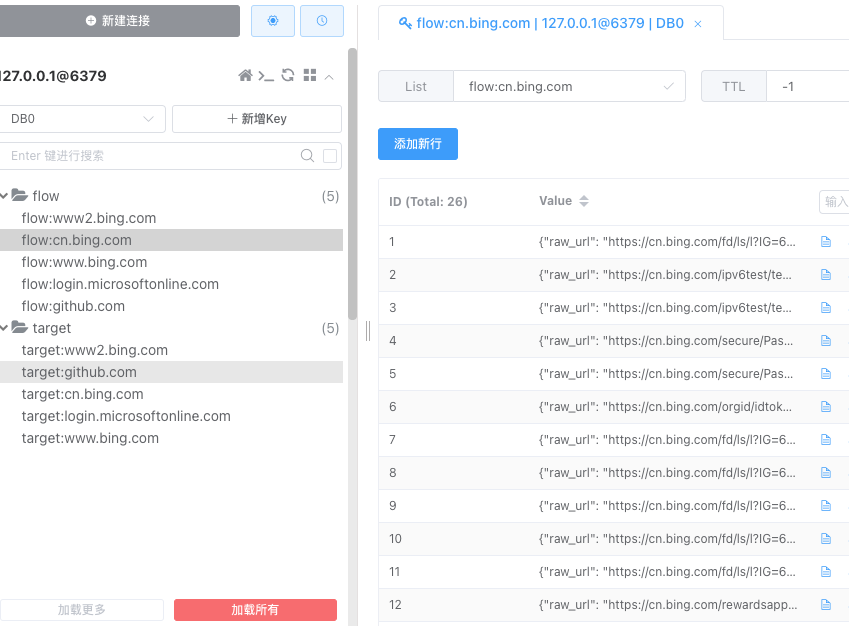 新建连接
127.0.0.1@6379
DB0
新增Key
Enter 键进行搜索
flow (5)
flow:www2.bing.com
flow:cn.bing.com
flow:www.bing.com
flow:login.microsoftonline.com
flow:github.com
target (5)
target:www2.bing.com
target:github.com
target:cn.bing.com
target:login.microsoftonline.com
target:www.bing.com
加载更多
加载所有
flow:cn.bing.com | 127.0.0.1@6379 | DB0
List flow:cn.bing.com TTL -1
添加新行
ID (Total: 26) Value 输入
1 {"raw_url": "https://cn.bing.com/fd/ls/l?IG=6...
2 {"raw_url": "https://cn.bing.com/ipv6test/te...
3 {"raw_url": "https://cn.bing.com/ipv6test/te...
4 {"raw_url": "https://cn.bing.com/secure/Pas...
5 {"raw_url": "https://cn.bing.com/secure/Pas...
6 {"raw_url": "https://cn.bing.com/orgid/idtok...
7 {"raw_url": "https://cn.bing.com/fd/ls/l?IG=6...
8 {"raw_url": "https://cn.bing.com/fd/ls/l?IG=6...
9 {"raw_url": "https://cn.bing.com/fd/ls/l?IG=6...
10 {"raw_url": "https://cn.bing.com/fd/ls/l?IG=6...
11 {"raw_url": "https://cn.bing.com/fd/ls/l?IG=6...
12 {"raw_url": "https://cn.bing.com/rewardsapp...